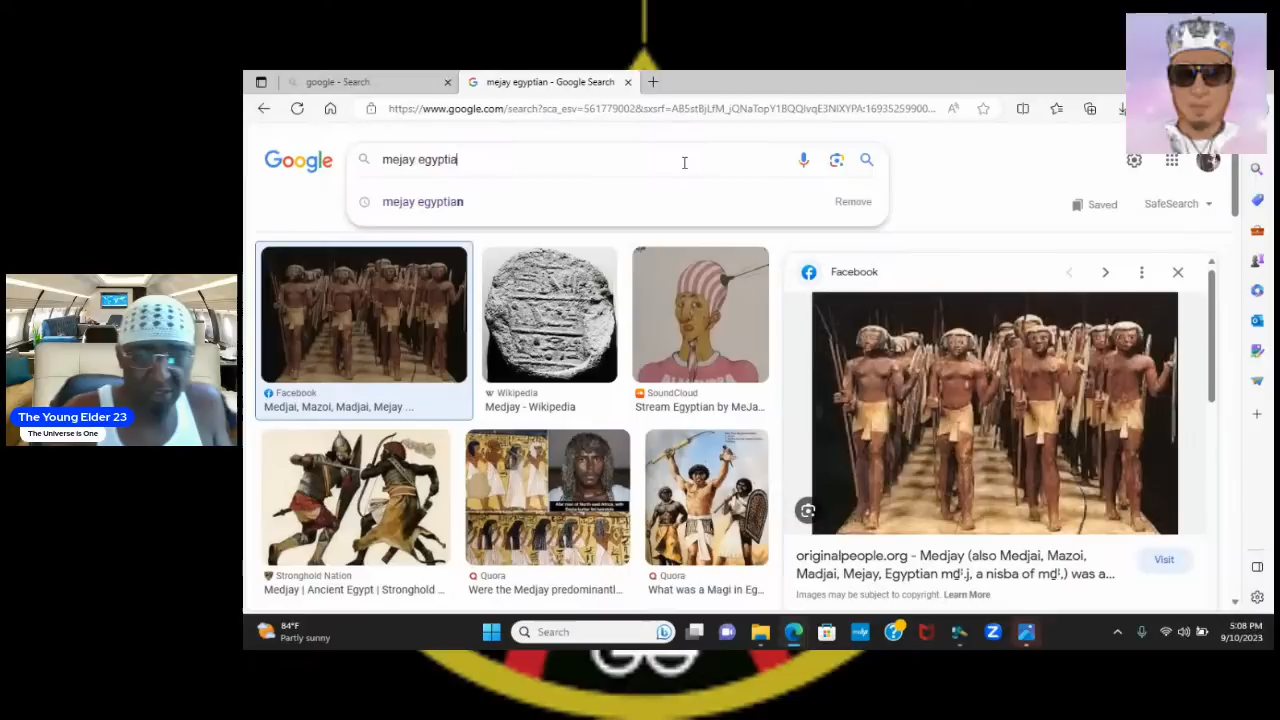 google - Search
mejay egyptian - Google Search
https://www.google.com/search?sca_esv=561779002&sxsrf=AB5stBjLfM_jQNaTopY1BQQlvqE3NIXYPA:16935259900...
Google
mejay egyptia
mejay egyptian
Remove
Saved
SafeSearch
Facebook
Medjai, Mazoi, Madjai, Mejay ...
Wikipedia
Medjay - Wikipedia
SoundCloud
Stream Egyptian by MeJa...
Facebook
The Young Elder 23
The Universe is One
Stronghold Nation
Medjay | Ancient Egypt | Stronghold ...
Quora
Were the Medjay predominantl...
Quora
What was a Magi in Eg...
originalpeople.org - Medjay (also Medjai, Mazoi,
Madjai, Mejay, Egyptian mḏꜣ.j, a nisba of mḏꜣ,) was a...
Visit
Images may be subject to copyright. Learn More
84°F
Partly sunny
Search
5:08 PM
9/10/2023
GS